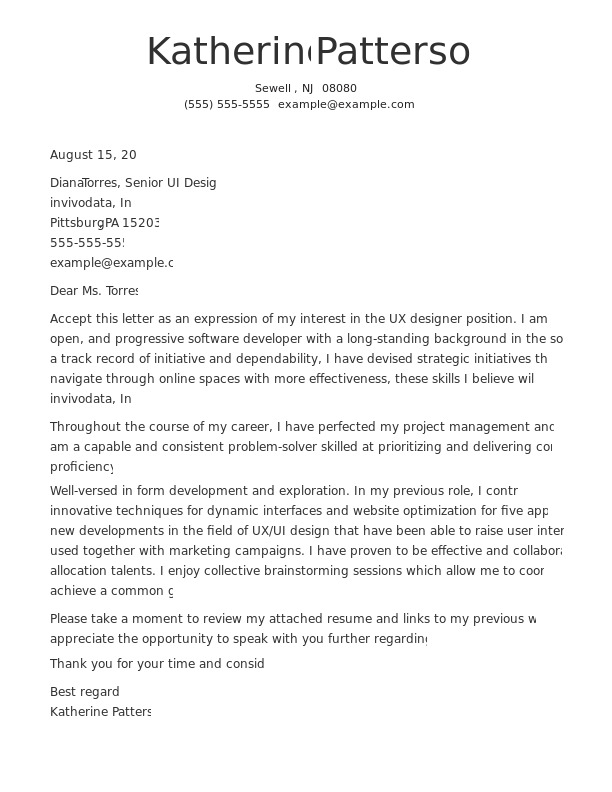 Katherin Patterso
Sewell , NJ 08080
(555) 555-5555 example@example.com
August 15, 20
Diana Torres, Senior UI Desig
invivodata, In
Pittsburg PA 15203
555-555-55
example@example.c
Dear Ms. Torres
Accept this letter as an expression of my interest in the UX designer position. I am
open, and progressive software developer with a long-standing background in the so
a track record of initiative and dependability, I have devised strategic initiatives th
navigate through online spaces with more effectiveness, these skills I believe wil
invivodata, In
Throughout the course of my career, I have perfected my project management and
am a capable and consistent problem-solver skilled at prioritizing and delivering co
proficiency
Well-versed in form development and exploration. In my previous role, I contr
innovative techniques for dynamic interfaces and website optimization for five app
new developments in the field of UX/UI design that have been able to raise user inter
used together with marketing campaigns. I have proven to be effective and collabora
allocation talents. I enjoy collective brainstorming sessions which allow me to coor
achieve a common g
Please take a moment to review my attached resume and links to my previous w
appreciate the opportunity to speak with you further regarding
Thank you for your time and consid
Best regard
Katherine Patters